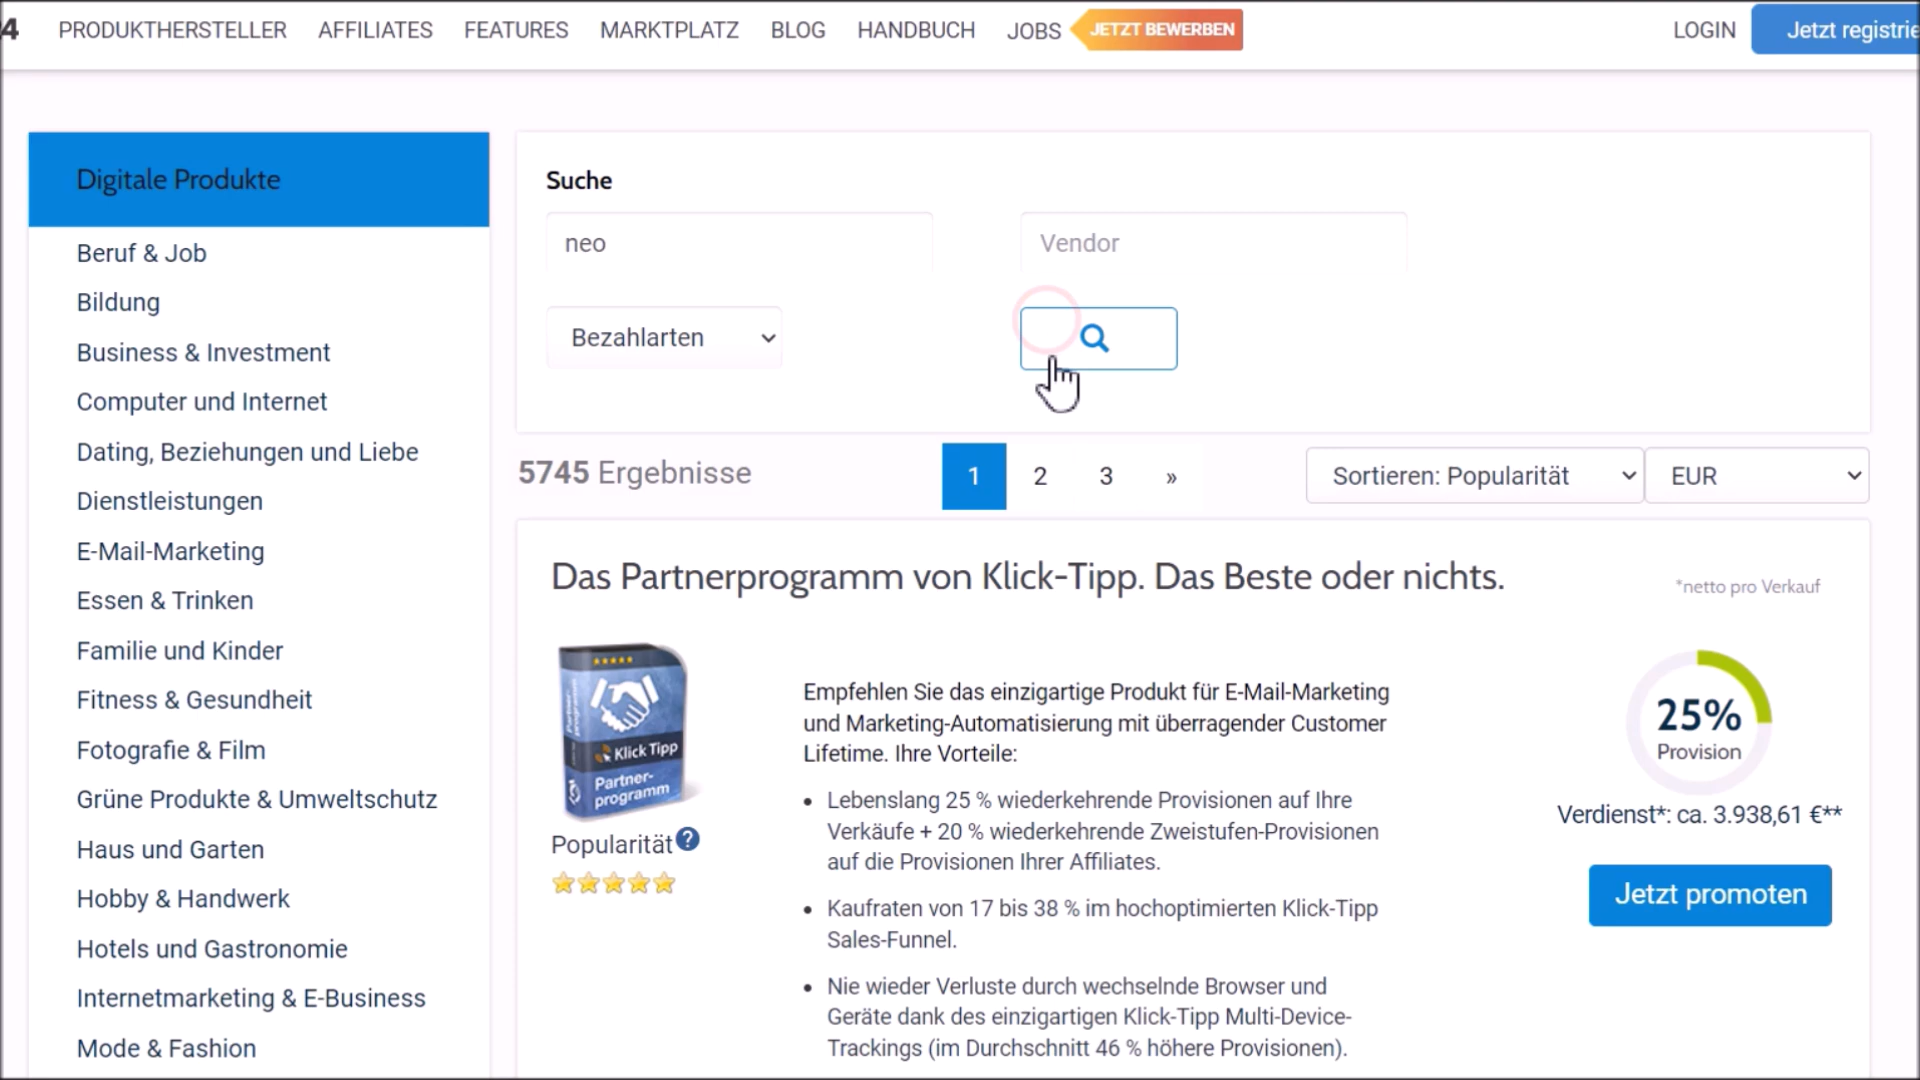 4 PRODUKTHERSTELLER AFFILIATES FEATURES MARKTPLATZ BLOG HANDBUCH JOBS JETZT BEWERBEN LOGIN Jetzt registrie
Digitale Produkte
Beruf & Job
Bildung
Business & Investment
Computer und Internet
Dating, Beziehungen und Liebe
Dienstleistungen
E-Mail-Marketing
Essen & Trinken
Familie und Kinder
Fitness & Gesundheit
Fotografie & Film
Grüne Produkte & Umweltschutz
Haus und Garten
Hobby & Handwerk
Hotels und Gastronomie
Internetmarketing & E-Business
Mode & Fashion
Suche
neo Vendor
Bezahlarten
5745 Ergebnisse 1 2 3 » Sortieren: Popularität EUR
Das Partnerprogramm von Klick-Tipp. Das Beste oder nichts.
*netto pro Verkauf
Klick Tipp
Partner-
programm
Popularität ?
Empfehlen Sie das einzigartige Produkt für E-Mail-Marketing
und Marketing-Automatisierung mit überragender Customer
Lifetime. Ihre Vorteile:
• Lebenslang 25 % wiederkehrende Provisionen auf Ihre
Verkäufe + 20 % wiederkehrende Zweistufen-Provisionen
auf die Provisionen Ihrer Affiliates.
• Kaufraten von 17 bis 38 % im hochoptimierten Klick-Tipp
Sales-Funnel.
• Nie wieder Verluste durch wechselnde Browser und
Geräte dank des einzigartigen Klick-Tipp Multi-Device-
Trackings (im Durchschnitt 46 % höhere Provisionen).
25%
Provision
Verdienst*: ca. 3.938,61 €**
Jetzt promoten